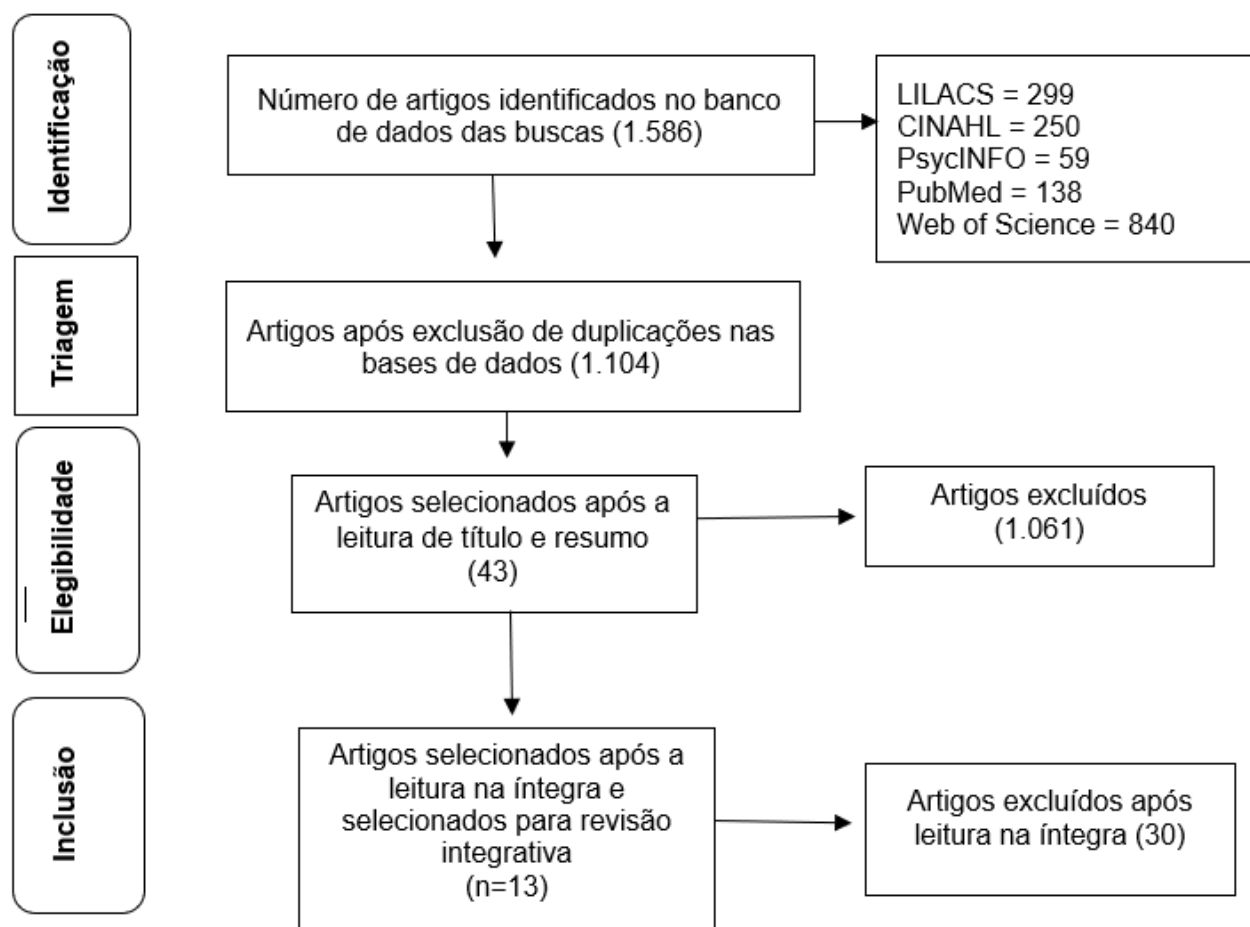 Identificação
Número de artigos identificados no banco
de dados das buscas (1.586)
LILACS = 299
CINAHL = 250
PsycINFO = 59
PubMed = 138
Web of Science = 840
Triagem
Artigos após exclusão de duplicações nas
bases de dados (1.104)
Elegibilidade
Artigos selecionados após a
leitura de título e resumo
(43)
Artigos excluídos
(1.061)
Inclusão
Artigos selecionados após a
leitura na íntegra e
selecionados para revisão
integrativa
(n=13)
Artigos excluídos após
leitura na íntegra (30)